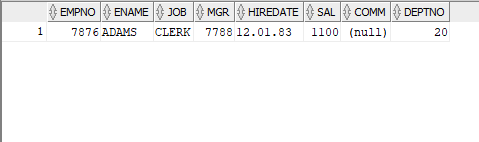 EMPNO ENAME JOB MGR HIREDATE SAL COMM DEPTNO
1 7876 ADAMS CLERK 7788 12.01.83 1100 (null) 20